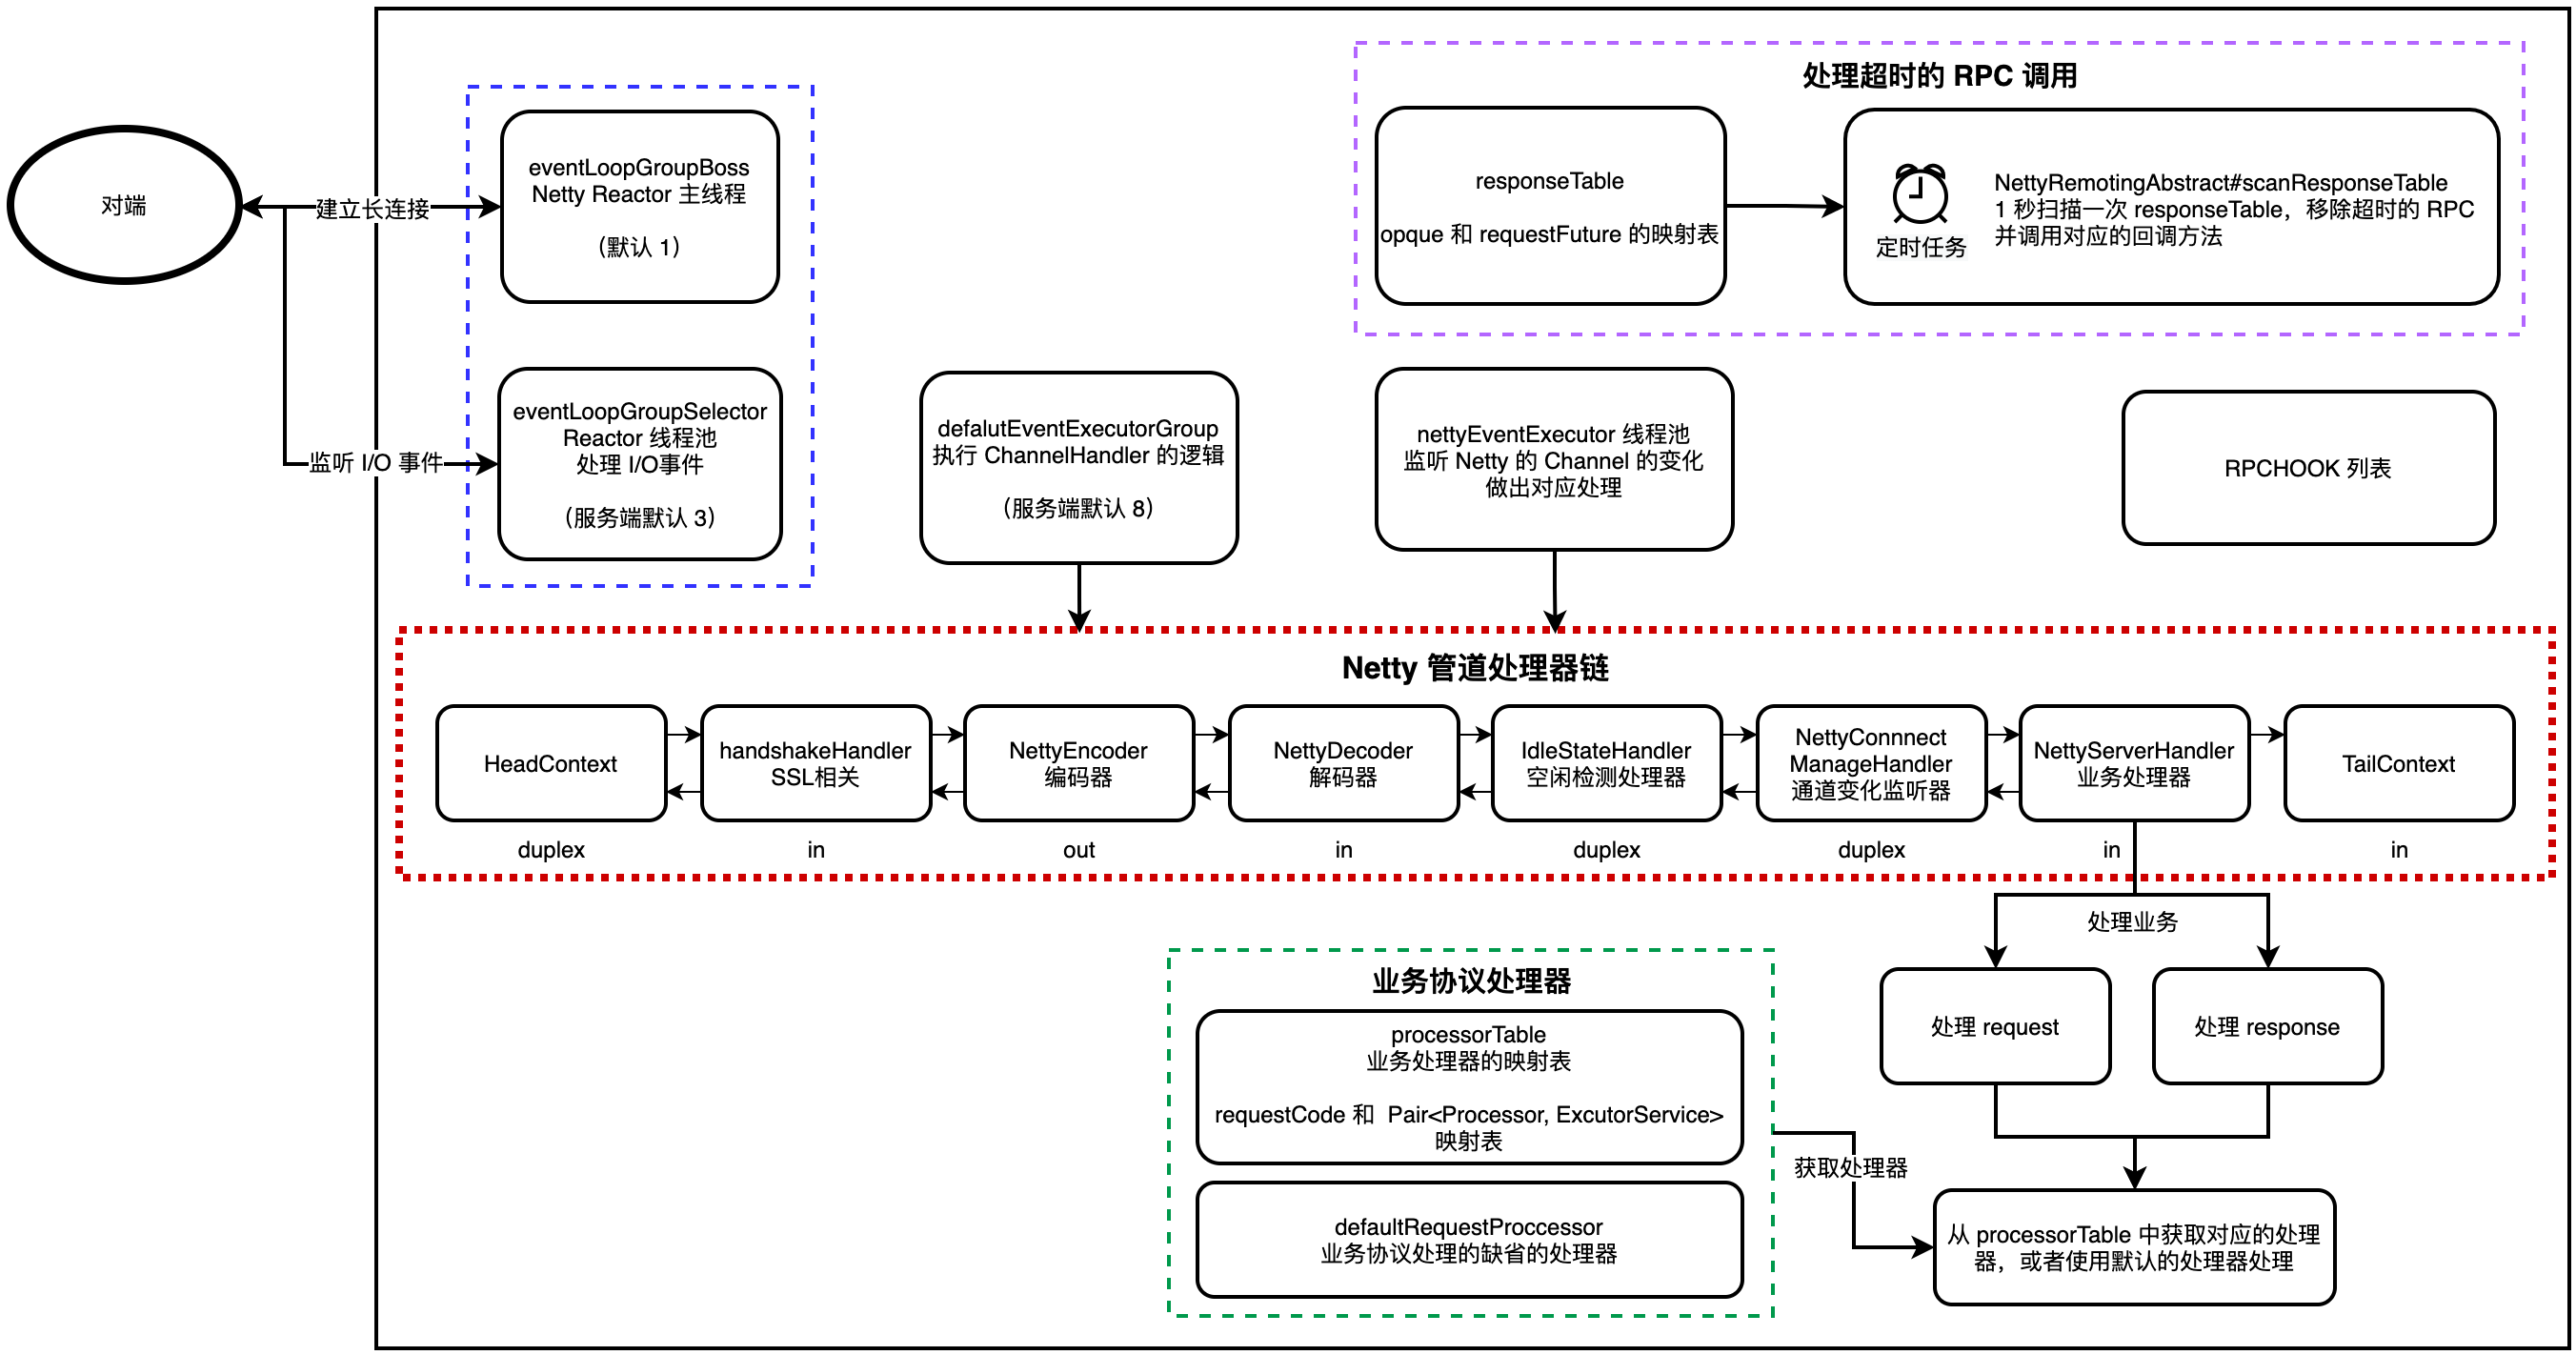 对端
建立长连接
监听 I/O 事件
eventLoopGroupBoss
Netty Reactor 主线程
（默认 1）
eventLoopGroupSelector
Reactor 线程池
处理 I/O事件
（服务端默认 3）
处理超时的 RPC 调用
responseTable
opque 和 requestFuture 的映射表
定时任务
NettyRemotingAbstract#scanResponseTable
1 秒扫描一次 responseTable，移除超时的 RPC
并调用对应的回调方法
defalutEventExecutorGroup
执行 ChannelHandler 的逻辑
（服务端默认 8）
nettyEventExecutor 线程池
监听 Netty 的 Channel 的变化
做出对应处理
RPCHOOK 列表
Netty 管道处理器链
HeadContext
handshakeHandler
SSL相关
NettyEncoder
编码器
NettyDecoder
解码器
IdleStateHandler
空闲检测处理器
NettyConnnect
ManageHandler
通道变化监听器
NettyServerHandler
业务处理器
TailContext
duplex
in
out
in
duplex
duplex
in
in
处理业务
处理 request
处理 response
业务协议处理器
processorTable
业务处理器的映射表
requestCode 和  Pair<Processor, ExcutorService>
映射表
defaultRequestProccessor
业务协议处理的缺省的处理器
获取处理器
从 processorTable 中获取对应的处理
器，或者使用默认的处理器处理